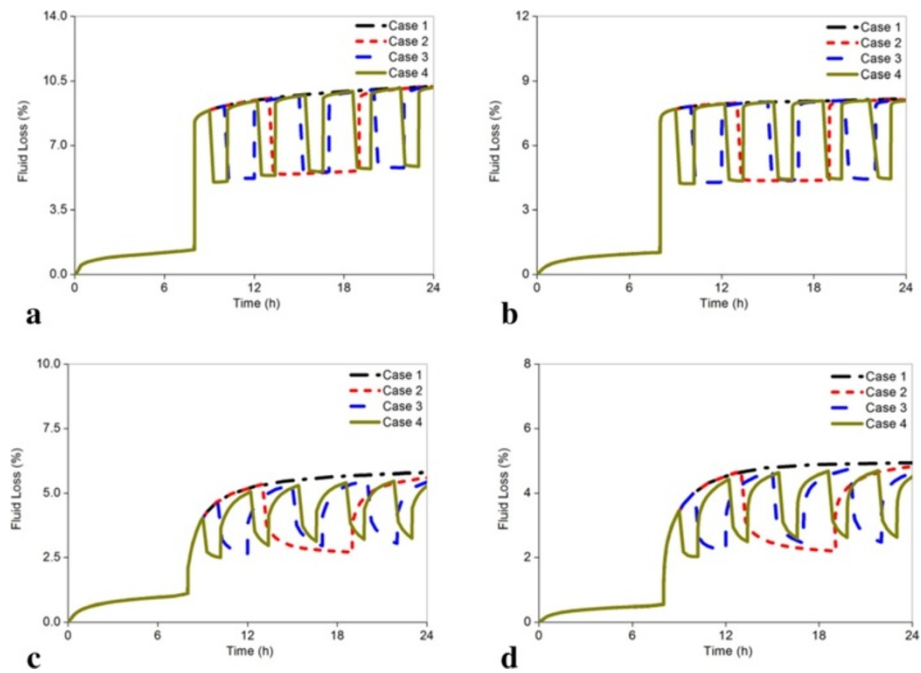 14.0
10.5
7.0
3.5
0.0
Fluid Loss (%)
0
6
12
18
24
Time (h)
Case 1
Case 2
Case 3
Case 4
a
12
9
6
3
0
Fluid Loss (%)
0
6
12
18
24
Time (h)
Case 1
Case 2
Case 3
Case 4
b
10.0
7.5
5.0
2.5
0.0
Fluid Loss (%)
0
6
12
18
24
Time (h)
Case 1
Case 2
Case 3
Case 4
c
8
6
4
2
0
Fluid Loss (%)
0
6
12
18
24
Time (h)
Case 1
Case 2
Case 3
Case 4
d